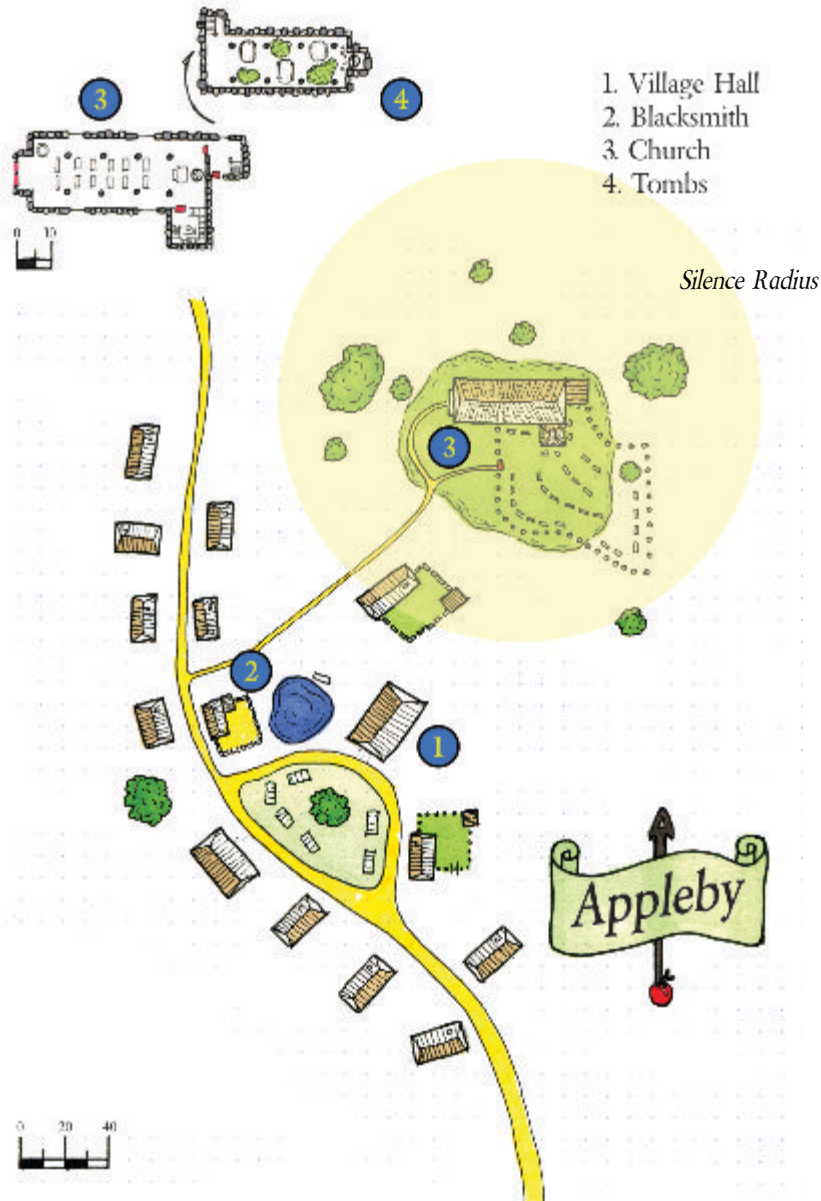 1. Village Hall
2. Blacksmith
3. Church
4. Tombs
3
4
0 10
Silence Radius
3
2
1
Appleby
0 20 40